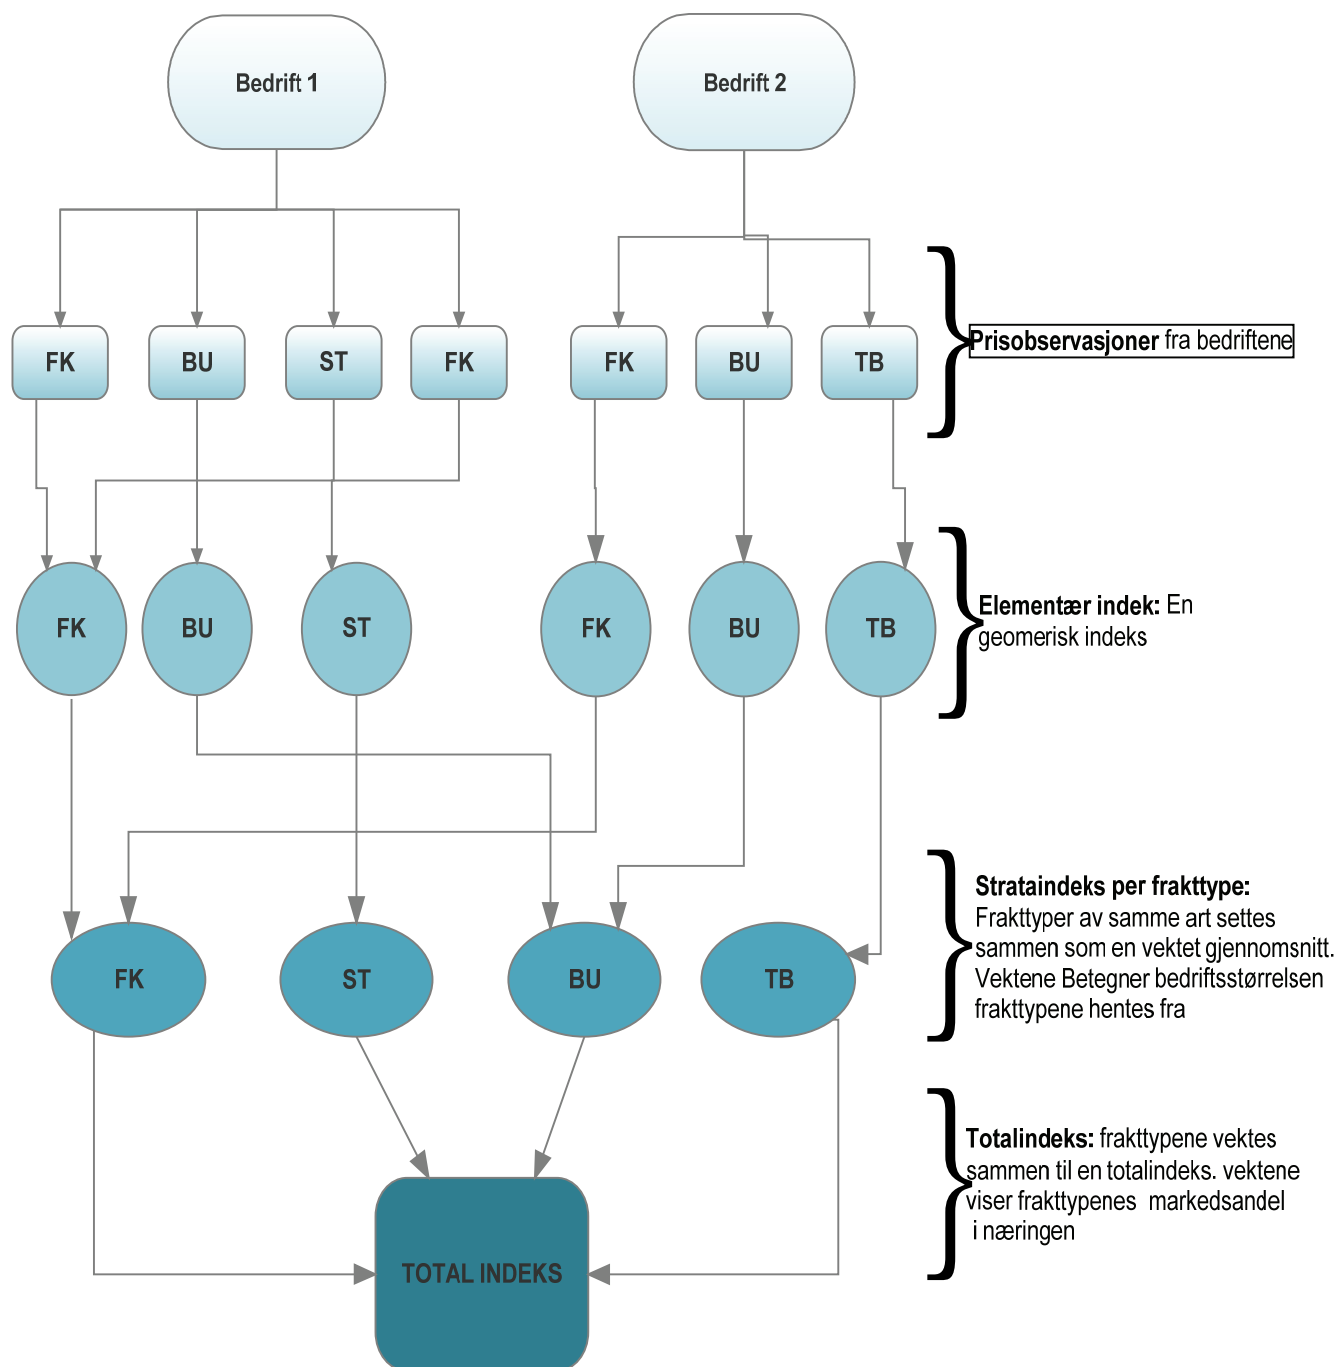 Bedrift 1
Bedrift 2
FK
BU
ST
FK
FK
BU
TB
Prisobservasjoner fra bedriftene
FK
BU
ST
FK
BU
TB
Elementær indek: En
geomerisk indeks
FK
ST
BU
TB
Strataindeks per frakttype:
Frakttyper av samme art settes
sammen som en vektet gjennomsnitt.
Vektene Betegner bedriftsstørrelsen
frakttypene hentes fra
TOTAL INDEKS
Totalindeks: frakttypene vektes
sammen til en totalindeks. vektene
viser frakttypenes markedsandel
i næringen